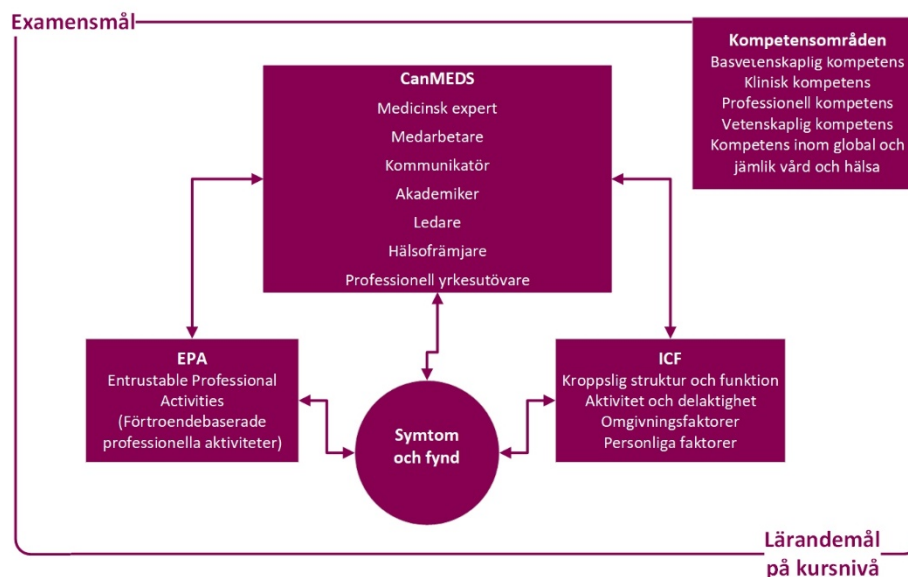 Examensmål
Kompetensområden
Basvetenskaplig kompetens
Klinisk kompetens
Professionell kompetens
Vetenskaplig kompetens
Kompetens inom global och
jämlik vård och hälsa
CanMEDS
Medicinsk expert
Medarbetare
Kommunikatör
Akademiker
Ledare
Hälsofrämjare
Professionell yrkesutövare
EPA
Entrustable Professional
Activities
(Förtroendebaserade
professionella aktiviteter)
Symtom
och fynd
ICF
Kroppslig struktur och funktion
Aktivitet och delaktighet
Omgivningsfaktorer
Personliga faktorer
Lärandemål
på kursnivå